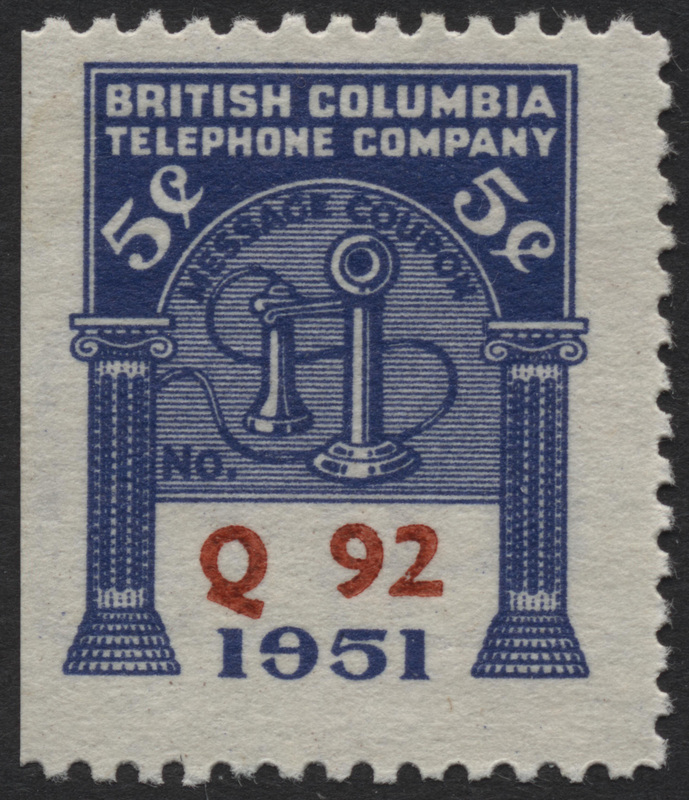 BRITISH COLUMBIA
TELEPHONE COMPANY
5¢ 5¢
MESSAGE COUPON
No.
Q 92
1951